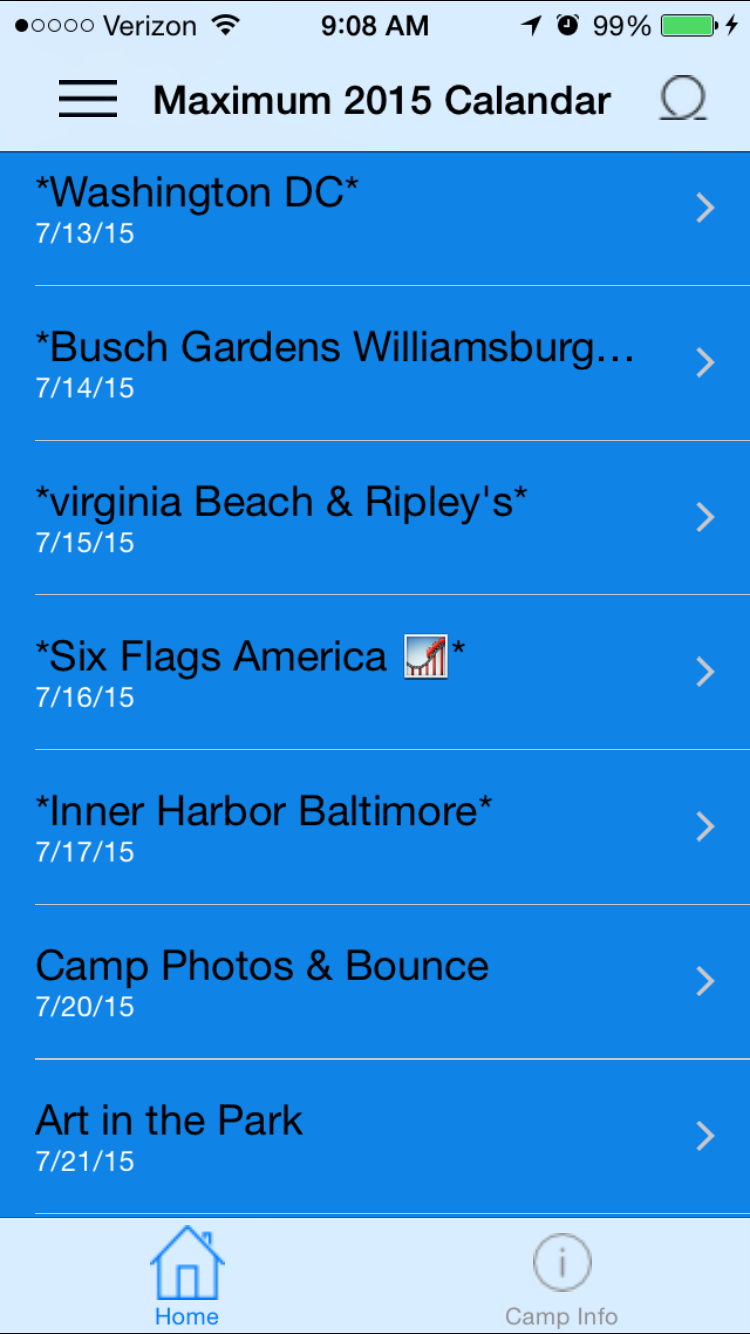 Verizon 9:08 AM 99%
Maximum 2015 Calandar
*Washington DC*
7/13/15
*Busch Gardens Williamsburg…
7/14/15
*virginia Beach & Ripley's*
7/15/15
*Six Flags America 🎢*
7/16/15
*Inner Harbor Baltimore*
7/17/15
Camp Photos & Bounce
7/20/15
Art in the Park
7/21/15
Home Camp Info